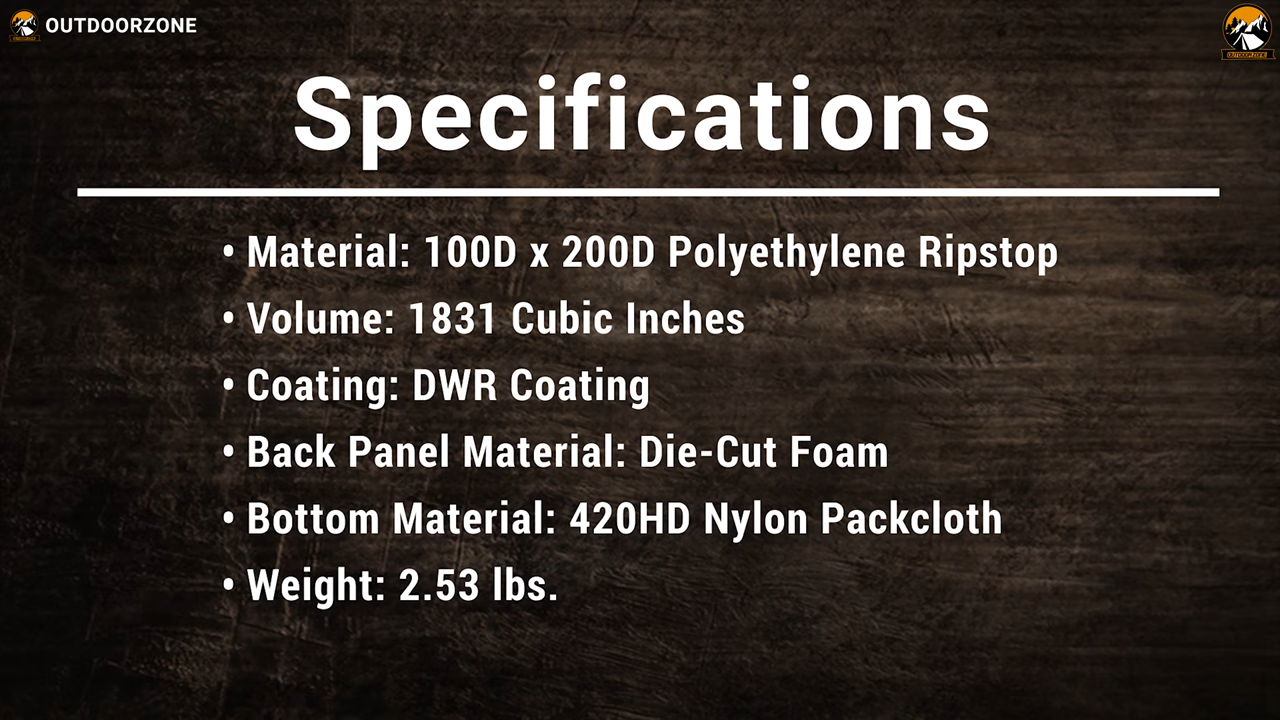 OUTDOORZONE
OUTDOORZONE
Specifications
• Material: 100D x 200D Polyethylene Ripstop
• Volume: 1831 Cubic Inches
• Coating: DWR Coating
• Back Panel Material: Die-Cut Foam
• Bottom Material: 420HD Nylon Packcloth
• Weight: 2.53 lbs.